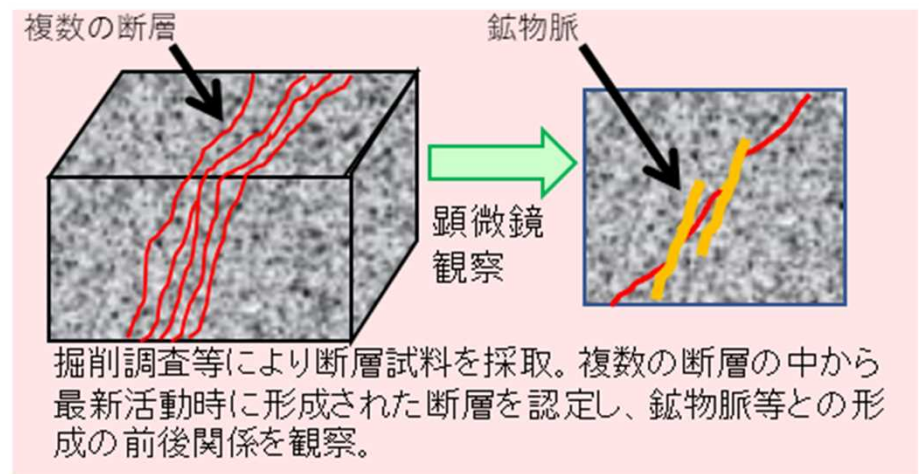 複数の断層
鉱物脈
顕微鏡
観察
掘削調査等により断層試料を採取。複数の断層の中から
最新活動時に形成された断層を認定し、鉱物脈等との形
成の前後関係を観察。